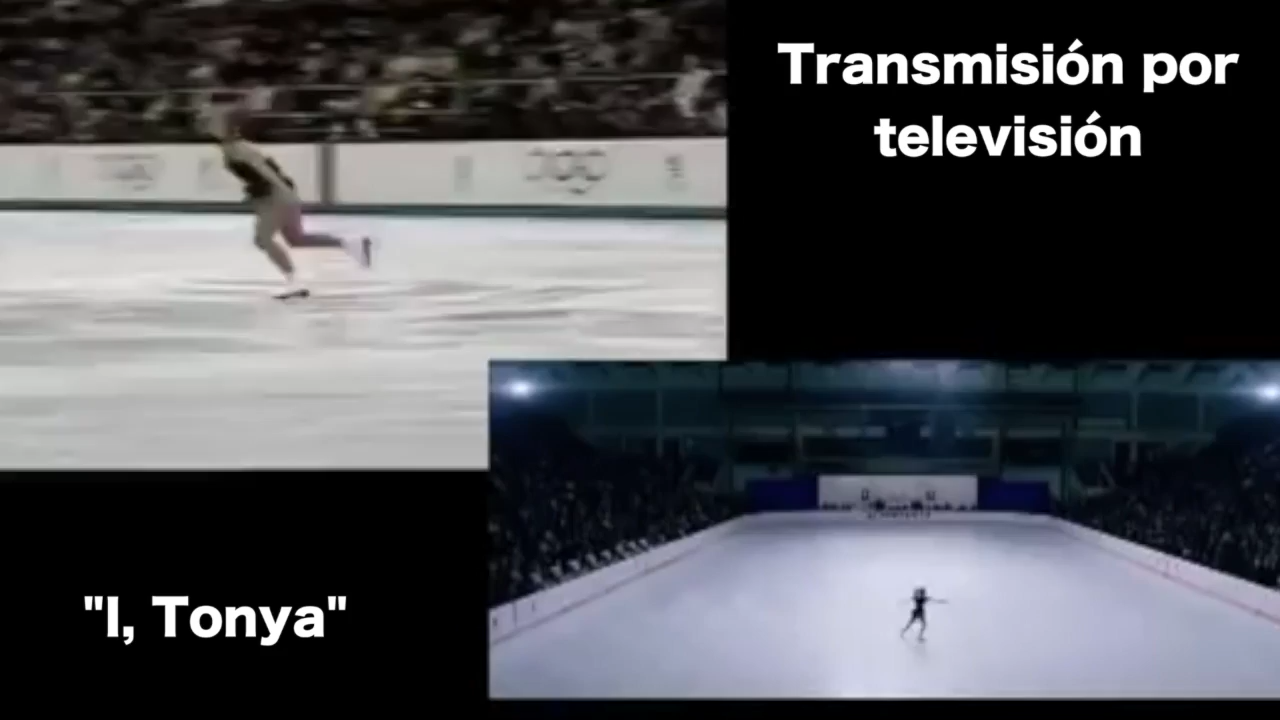 Transmisión por
televisión
"I, Tonya"